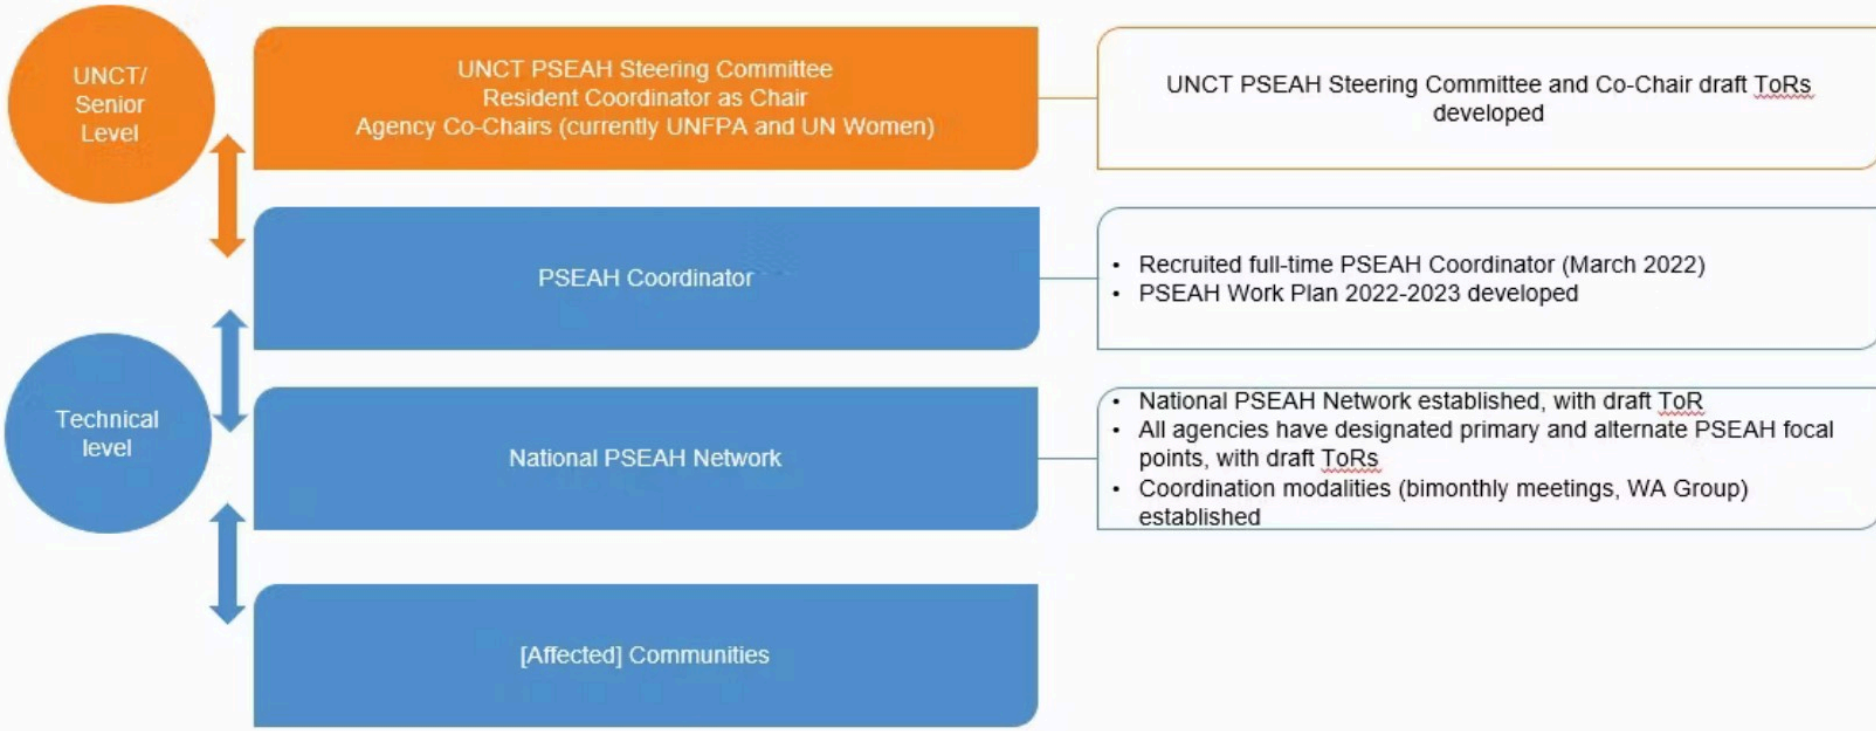 UNCT/
Senior
Level
UNCT PSEAH Steering Committee
Resident Coordinator as Chair
Agency Co-Chairs (currently UNFPA and UN Women)
UNCT PSEAH Steering Committee and Co-Chair draft ToRs
developed
PSEAH Coordinator
• Recruited full-time PSEAH Coordinator (March 2022)
• PSEAH Work Plan 2022-2023 developed
Technical
level
National PSEAH Network
• National PSEAH Network established, with draft ToR
• All agencies have designated primary and alternate PSEAH focal
points, with draft ToRs
• Coordination modalities (bimonthly meetings, WA Group)
established
[Affected] Communities